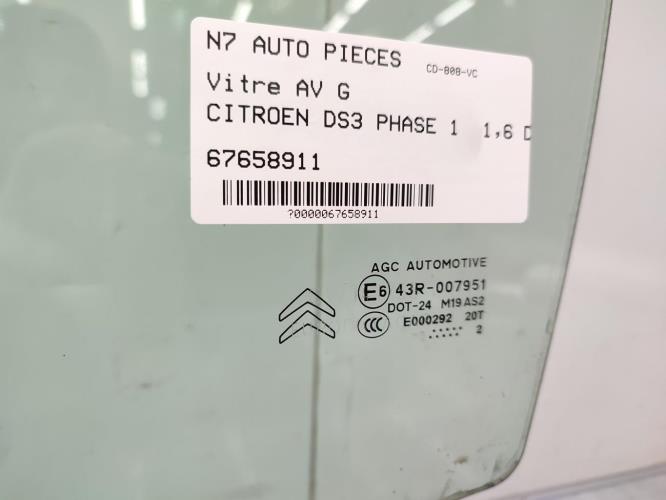 N7 AUTO PIECES CD-808-VC
Vitre AV G
CITROEN DS3 PHASE 1 1,6 D
67658911
?0000067658911
AGC AUTOMOTIVE
E6 43R-007951
DOT-24 M19 AS2
CCC E000292 20T
2